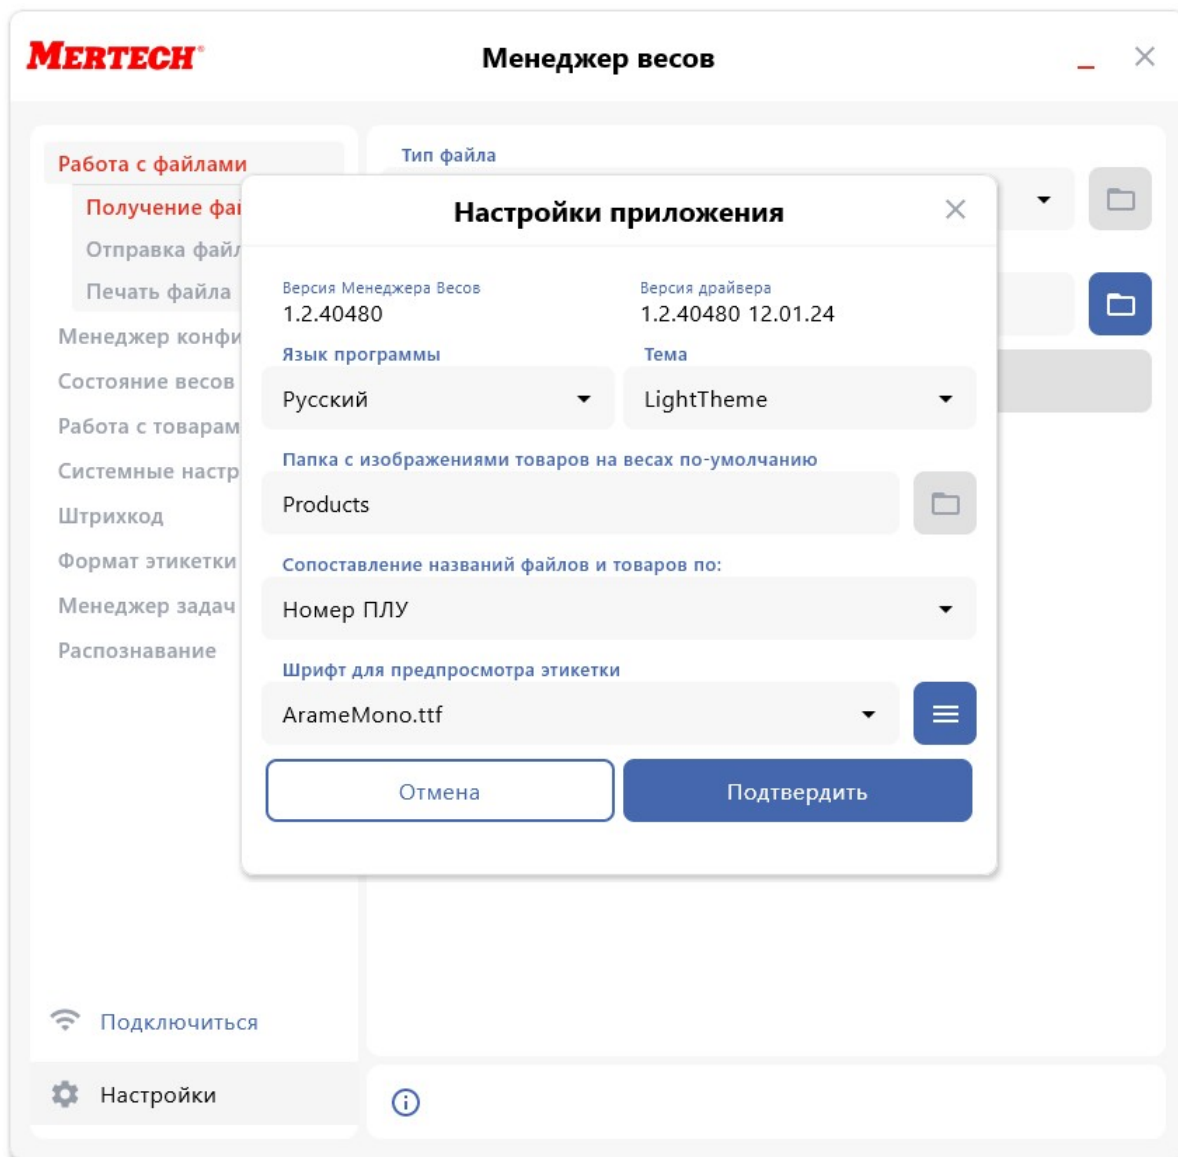 MERTECH®
Менеджер весов
Работа с файлами
Получение фай
Отправка файл
Печать файла
Менеджер конфи
Состояние весов
Работа с товарам
Системные настр
Штрихкод
Формат этикетки
Менеджер задач
Распознавание
Подключиться
Настройки
Тип файла
Настройки приложения
Версия Менеджера Весов
1.2.40480
Версия драйвера
1.2.40480 12.01.24
Язык программы
Русский
Тема
LightTheme
Папка с изображениями товаров на весах по-умолчанию
Products
Сопоставление названий файлов и товаров по:
Номер ПЛУ
Шрифт для предпросмотра этикетки
ArameMono.ttf
Отмена
Подтвердить